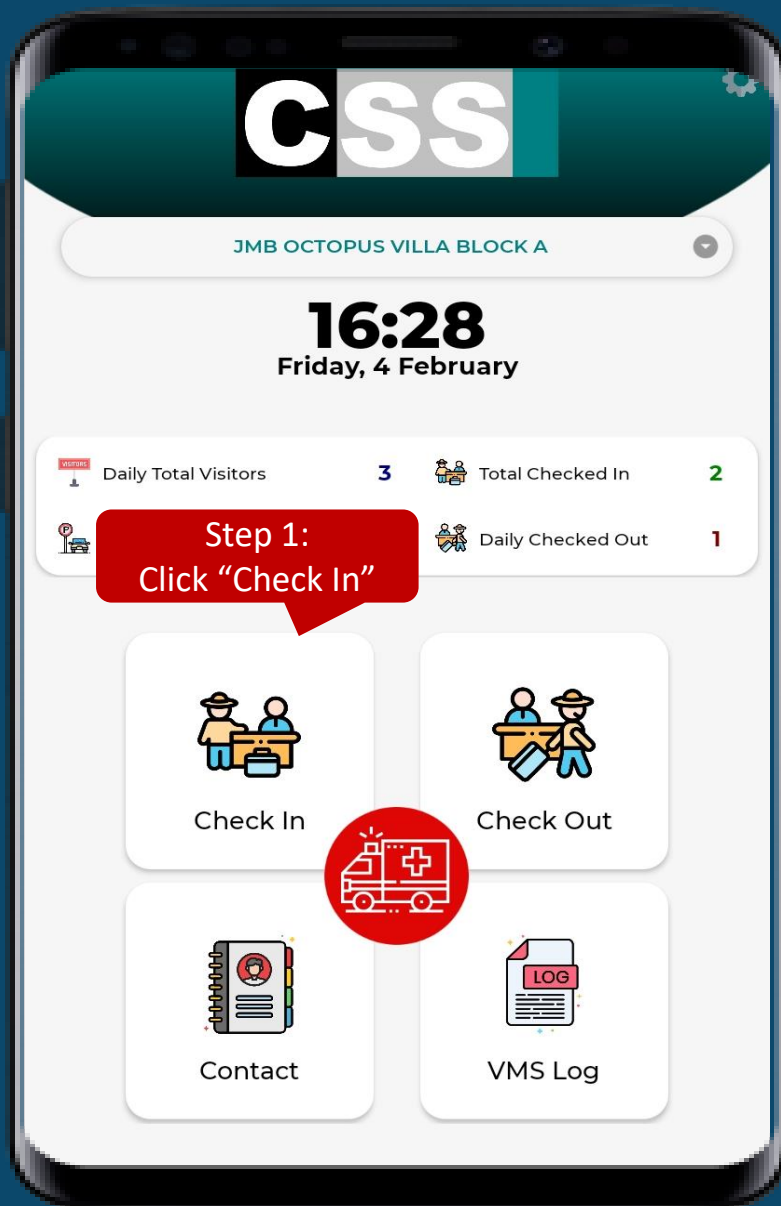 CSS
JMB OCTOPUS VILLA BLOCK A
16:28
Friday, 4 February
VISITORS
Daily Total Visitors 3
Total Checked In 2
P
Step 1:
Click “Check In”
Daily Checked Out 1
Check In
Check Out
LOG
Contact
VMS Log